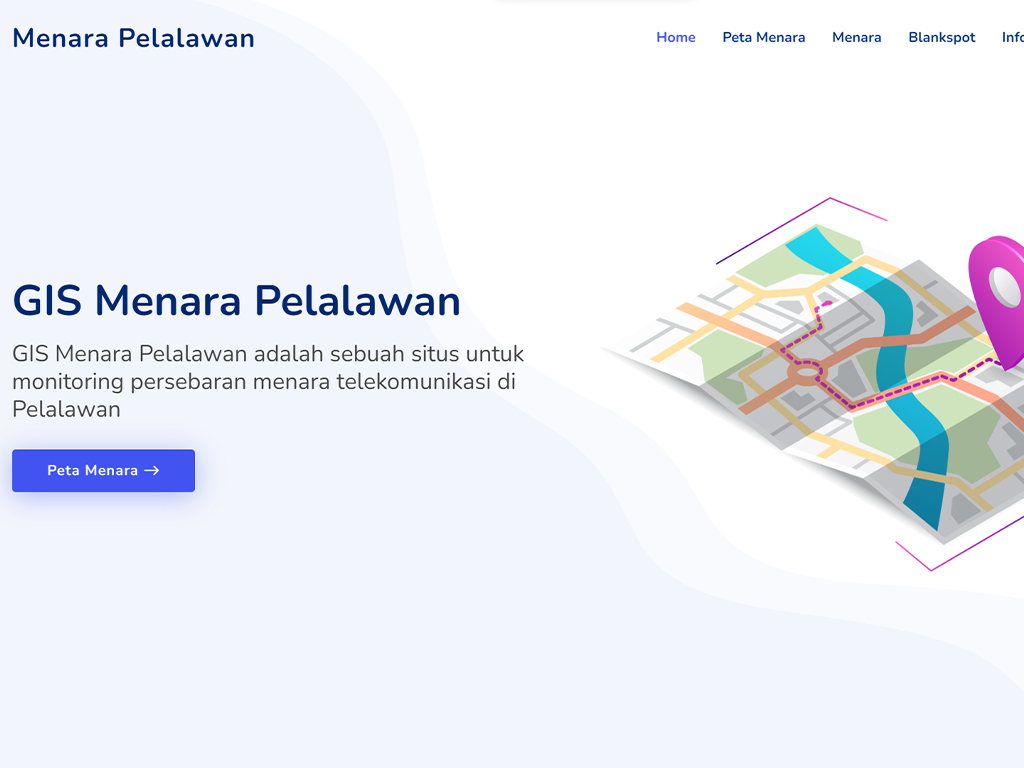 Menara Pelalawan
Home Peta Menara Menara Blankspot
GIS Menara Pelalawan
GIS Menara Pelalawan adalah sebuah situs untuk
monitoring persebaran menara telekomunikasi di
Pelalawan
Peta Menara →